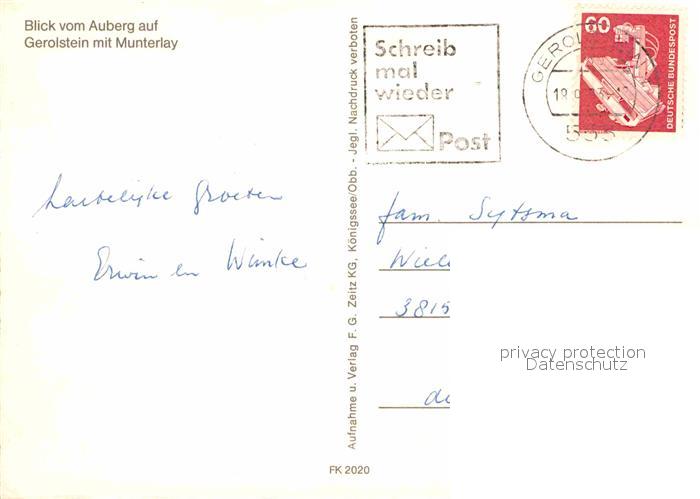 Blick vom Auberg auf
Gerolstein mit Munterlay
Schreib
mal
wieder
Post
60
DEUTSCHE BUNDESPOST
hartelijke groeten
Erwin en Wimke
Aufnahme u. Verlag F. G. Zeitz KG, Königssee/Obb. - Jegl. Nachdruck verboten
fam. Sytsma
3815
privacy protection
Datenschutz
FK 2020